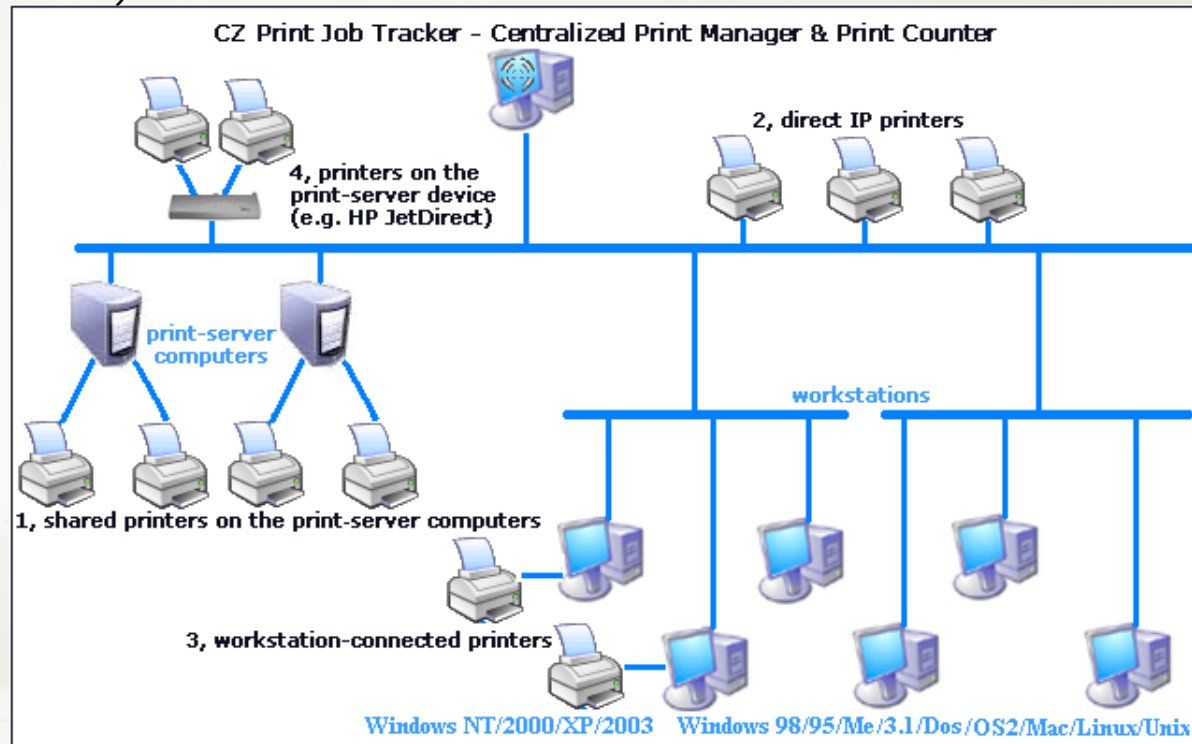 CZ Print Job Tracker - Centralized Print Manager & Print Counter
2, direct IP printers
4, printers on the
print-server device
(e.g. HP JetDirect)
print-server
computers
workstations
1, shared printers on the print-server computers
3, workstation-connected printers
Windows NT/2000/XP/2003
Windows 98/95/Me/3.1/Dos/OS2/Mac/Linux/Unix